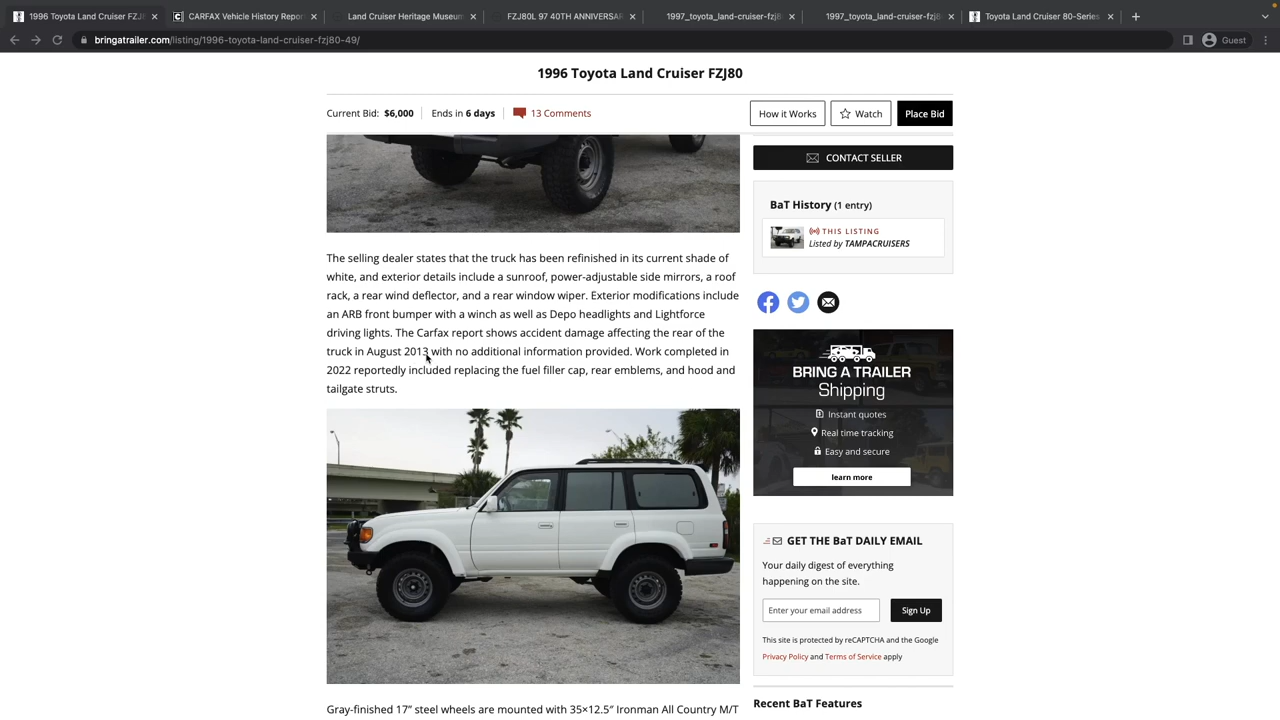 1996 Toyota Land Cruiser FZJ
CARFAX Vehicle History Repor
Land Cruiser Heritage Museum
FZJ80L 97 40TH ANNIVERSAR
1997_toyota_land-cruiser-fzj8
1997_toyota_land-cruiser-fzj8
Toyota Land Cruiser 80-Series
bringatrailer.com/listing/1996-toyota-land-cruiser-fzj80-49/
Guest
1996 Toyota Land Cruiser FZJ80
Current Bid: $6,000
Ends in 6 days
13 Comments
How it Works
Watch
Place Bid
The selling dealer states that the truck has been refinished in its current shade of
white, and exterior details include a sunroof, power-adjustable side mirrors, a roof
rack, a rear wind deflector, and a rear window wiper. Exterior modifications include
an ARB front bumper with a winch as well as Depo headlights and Lightforce
driving lights. The Carfax report shows accident damage affecting the rear of the
truck in August 2013 with no additional information provided. Work completed in
2022 reportedly included replacing the fuel filler cap, rear emblems, and hood and
tailgate struts.
Gray-finished 17″ steel wheels are mounted with 35×12.5″ Ironman All Country M/T
CONTACT SELLER
BaT History (1 entry)
THIS LISTING
Listed by TAMPACRUISERS
BRING A TRAILER
Shipping
Instant quotes
Real time tracking
Easy and secure
learn more
GET THE BaT DAILY EMAIL
Your daily digest of everything
happening on the site.
Enter your email address
Sign Up
This site is protected by reCAPTCHA and the Google
Privacy Policy and Terms of Service apply
Recent BaT Features